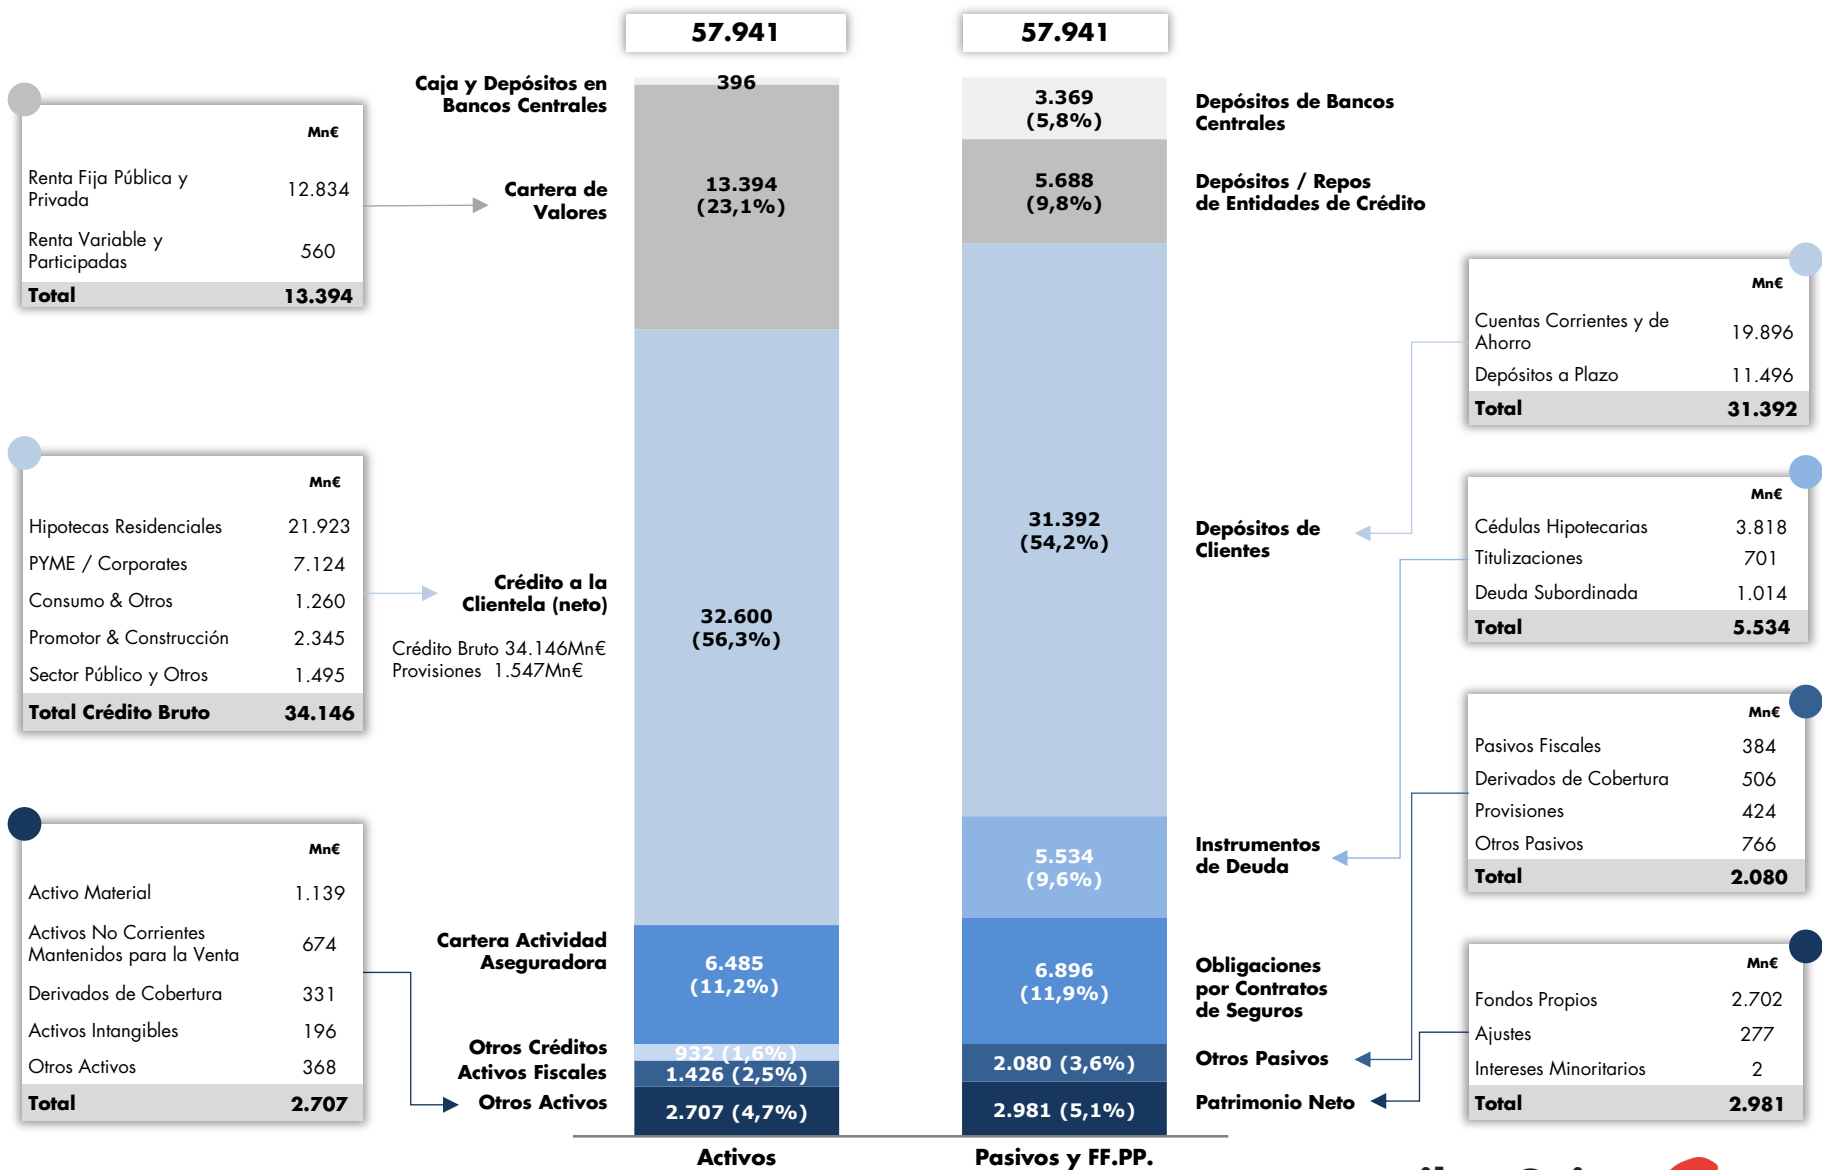 57.941
57.941
Caja y Depósitos en
Bancos Centrales
396
Cartera de
Valores
13.394
(23,1%)
Crédito a la
Clientela (neto)
Crédito Bruto 34.146Mn€
Provisiones 1.547Mn€
32.600
(56,3%)
Cartera Actividad
Aseguradora
6.485
(11,2%)
Otros Créditos
932 (1,6%)
Activos Fiscales
1.426 (2,5%)
Otros Activos
2.707 (4,7%)
Activos
3.369
(5,8%)
Depósitos de Bancos
Centrales
5.688
(9,8%)
Depósitos / Repos
de Entidades de Crédito
31.392
(54,2%)
Depósitos de
Clientes
5.534
(9,6%)
Instrumentos
de Deuda
6.896
(11,9%)
Obligaciones
por Contratos
de Seguros
2.080 (3,6%)
Otros Pasivos
2.981 (5,1%)
Patrimonio Neto
Pasivos y FF.PP.
Mn€
Renta Fija Pública y
Privada
12.834
Renta Variable y
Participadas
560
Total 13.394
Mn€
Hipotecas Residenciales 21.923
PYME / Corporates 7.124
Consumo & Otros 1.260
Promotor & Construcción 2.345
Sector Público y Otros 1.495
Total Crédito Bruto 34.146
Mn€
Activo Material 1.139
Activos No Corrientes
Mantenidos para la Venta
674
Derivados de Cobertura 331
Activos Intangibles 196
Otros Activos 368
Total 2.707
Mn€
Cuentas Corrientes y de
Ahorro
19.896
Depósitos a Plazo 11.496
Total 31.392
Mn€
Cédulas Hipotecarias 3.818
Titulizaciones 701
Deuda Subordinada 1.014
Total 5.534
Mn€
Pasivos Fiscales 384
Derivados de Cobertura 506
Provisiones 424
Otros Pasivos 766
Total 2.080
Mn€
Fondos Propios 2.702
Ajustes 277
Intereses Minoritarios 2
Total 2.981